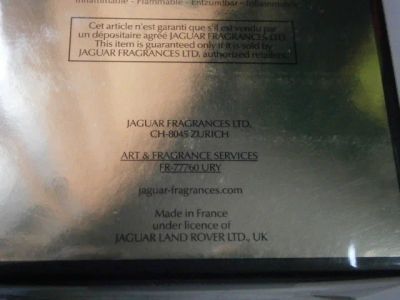 Inflammable - Flammable - Entzündbar - Inflammable
Cet article n'est garanti que s'il est vendu par
un dépositaire agréé JAGUAR FRAGRANCES LTD.
This item is guaranteed only if it is sold by
JAGUAR FRAGRANCES LTD. authorized retailers.
JAGUAR FRAGRANCES LTD.
CH-8045 ZURICH
ART & FRAGRANCE SERVICES
FR-77760 URY
jaguar-fragrances.com
Made in France
under licence of
JAGUAR LAND ROVER LTD., UK